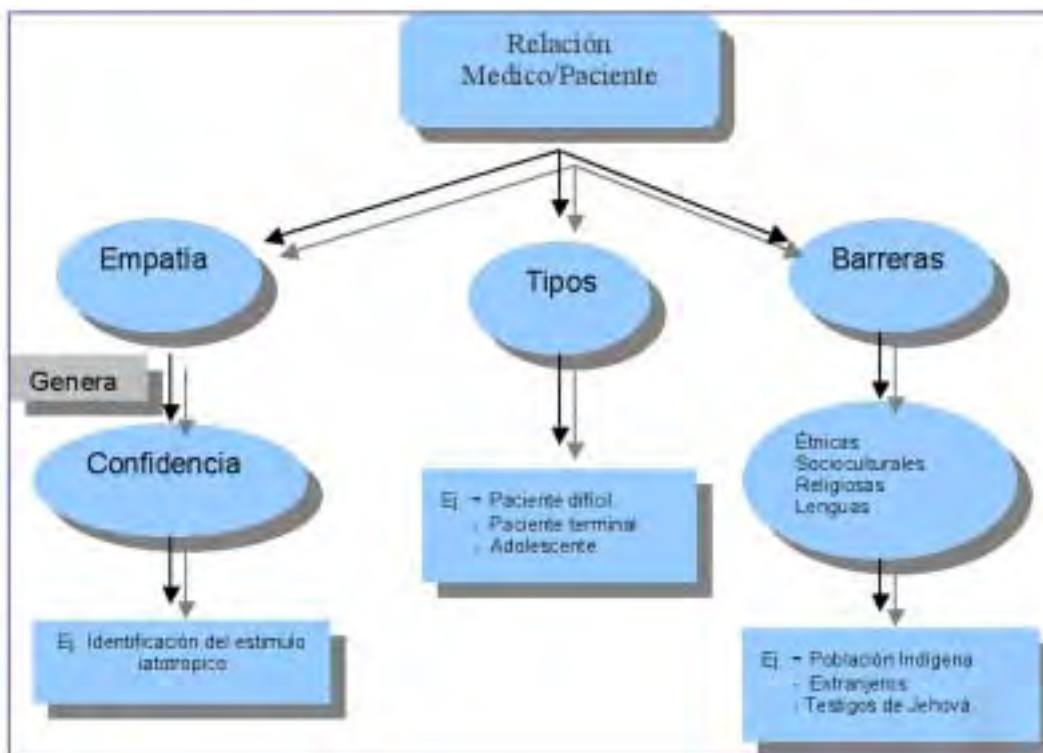 Relación
Medico/Paciente
Empatía
Tipos
Barreras
Genera
Confidencia
Étnicas
Socioculturales
Religiosas
Lenguas
Ej - Paciente difícil.
- Paciente terminal
- Adolescente
Ej. Identificación del estimulo
iatotropico
Ej. - Población Indígena
- Extranjeros
- Testigos de Jehová.